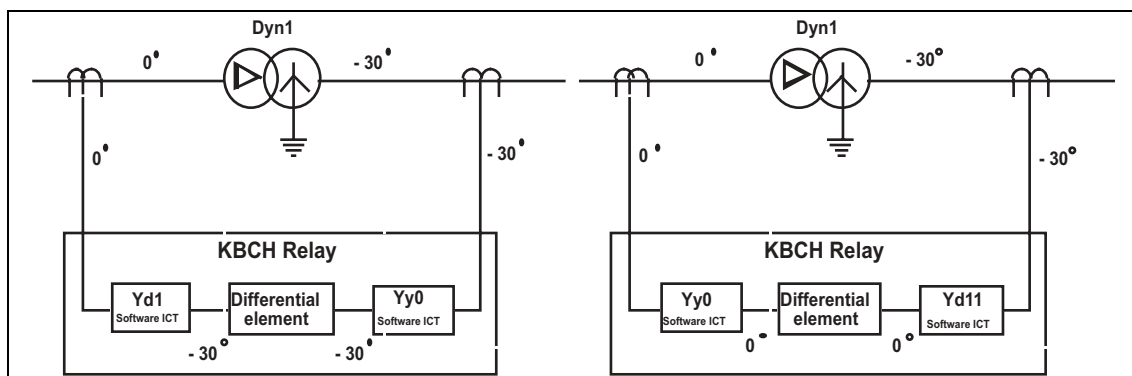 Dyn1
0°
- 30°
0°
- 30°
KBCH Relay
Yd1
Software ICT
Differential
element
Yy0
Software ICT
- 30°
- 30°
Dyn1
0°
- 30°
0°
- 30°
KBCH Relay
Yy0
Software ICT
Differential
element
Yd11
Software ICT
0°
0°